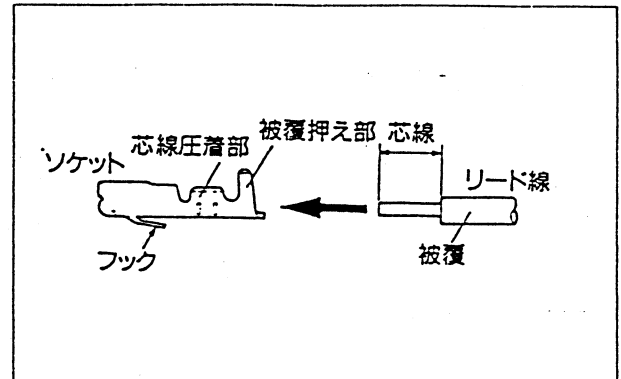 ソケット
芯線圧着部
被覆押え部
芯線
リード線
フック
被覆